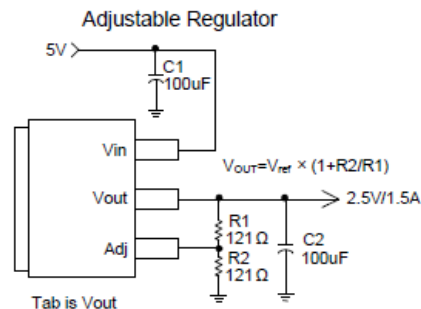 Adjustable Regulator
5V
C1
100uF
Vin
VOUT=Vref × (1+R2/R1)
Vout
2.5V/1.5A
R1
121Ω
Adj
R2
121Ω
C2
100uF
Tab is Vout